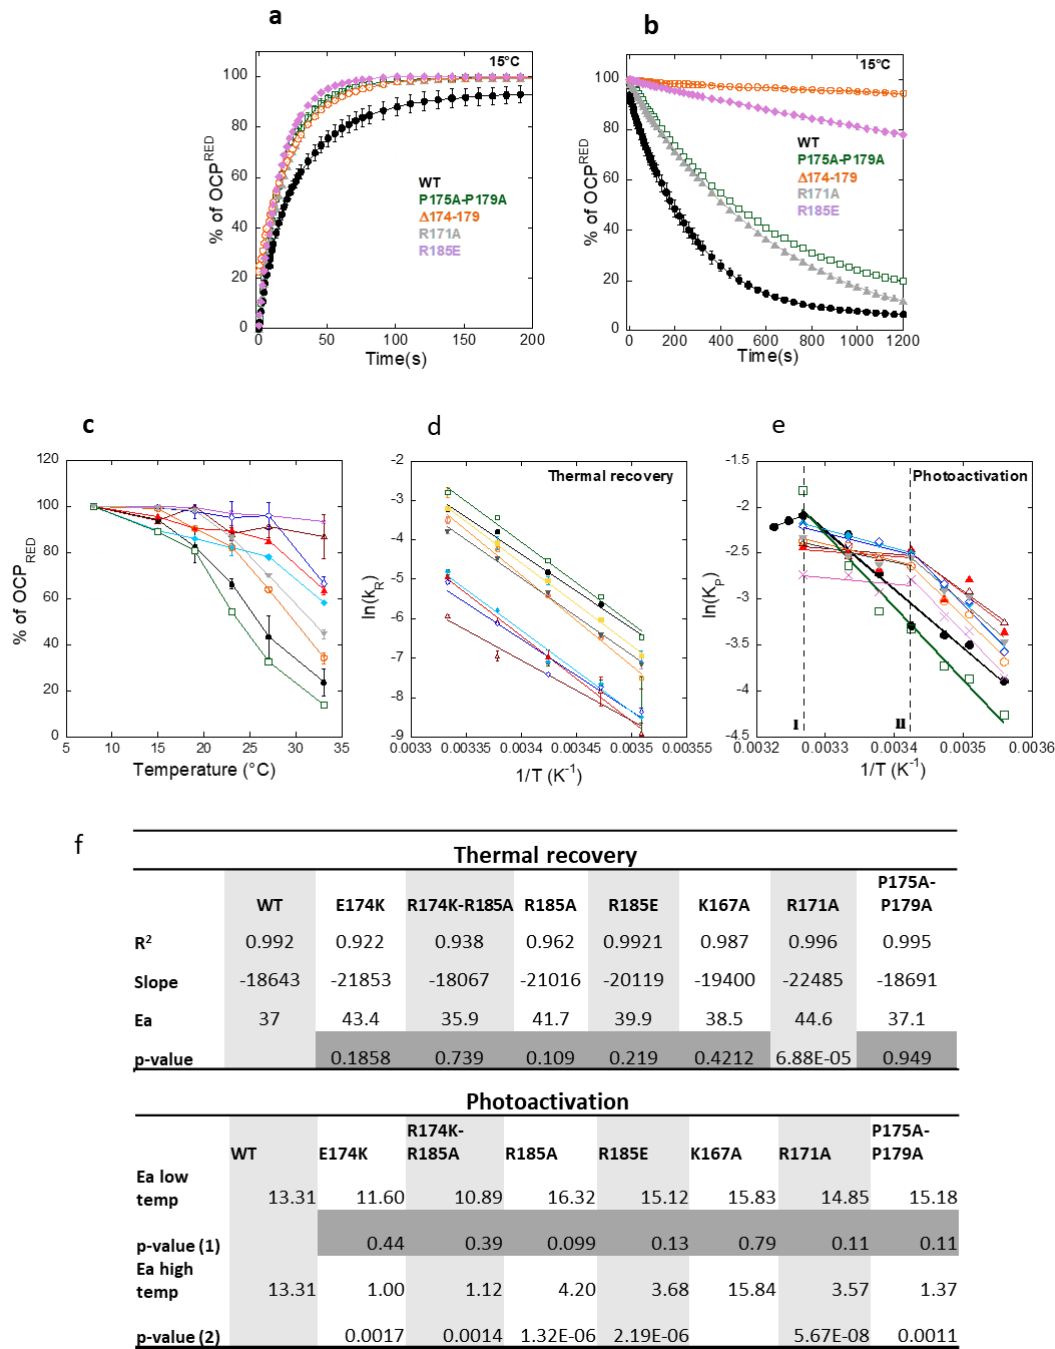 a
15°C
100
80
60
40
20
0
% of OCP^RED
WT
P175A-P179A
Δ174-179
R171A
R185E
0 50 100 150 200
Time(s)
b
15°C
100
80
60
40
20
0
% of OCP^RED
WT
P175A-P179A
Δ174-179
R171A
R185E
0 200 400 600 800 1000 1200
Time(s)
c
120
100
80
60
40
20
0
% of OCP_RED
5 10 15 20 25 30 35
Temperature (°C)
d
Thermal recovery
-2
-3
-4
-5
-6
-7
-8
-9
ln(k_R)
0.00333 0.00335 0.00334 0.00345 0.0035 0.00355
1/T (K^-1)
e
Photoactivation
-1.5
-2
-2.5
-3
-3.5
-4
-4.5
ln(K_P)
I II
0.0032 0.0033 0.0034 0.0035 0.0036
1/T (K^-1)
f
Thermal recovery
WT E174K R174K-R185A R185A R185E K167A R171A P175A-
P179A
R² 0.992 0.922 0.938 0.962 0.9921 0.987 0.996 0.995
Slope -18643 -21853 -18067 -21016 -20119 -19400 -22485 -18691
Ea 37 43.4 35.9 41.7 39.9 38.5 44.6 37.1
p-value 0.1858 0.739 0.109 0.219 0.4212 6.88E-05 0.949
Photoactivation
WT E174K R174K-
R185A R185A R185E K167A R171A P175A-
P179A
Ea low
temp 13.31 11.60 10.89 16.32 15.12 15.83 14.85 15.18
p-value (1) 0.44 0.39 0.099 0.13 0.79 0.11 0.11
Ea high
temp 13.31 1.00 1.12 4.20 3.68 15.84 3.57 1.37
p-value (2) 0.0017 0.0014 1.32E-06 2.19E-06 5.67E-08 0.0011